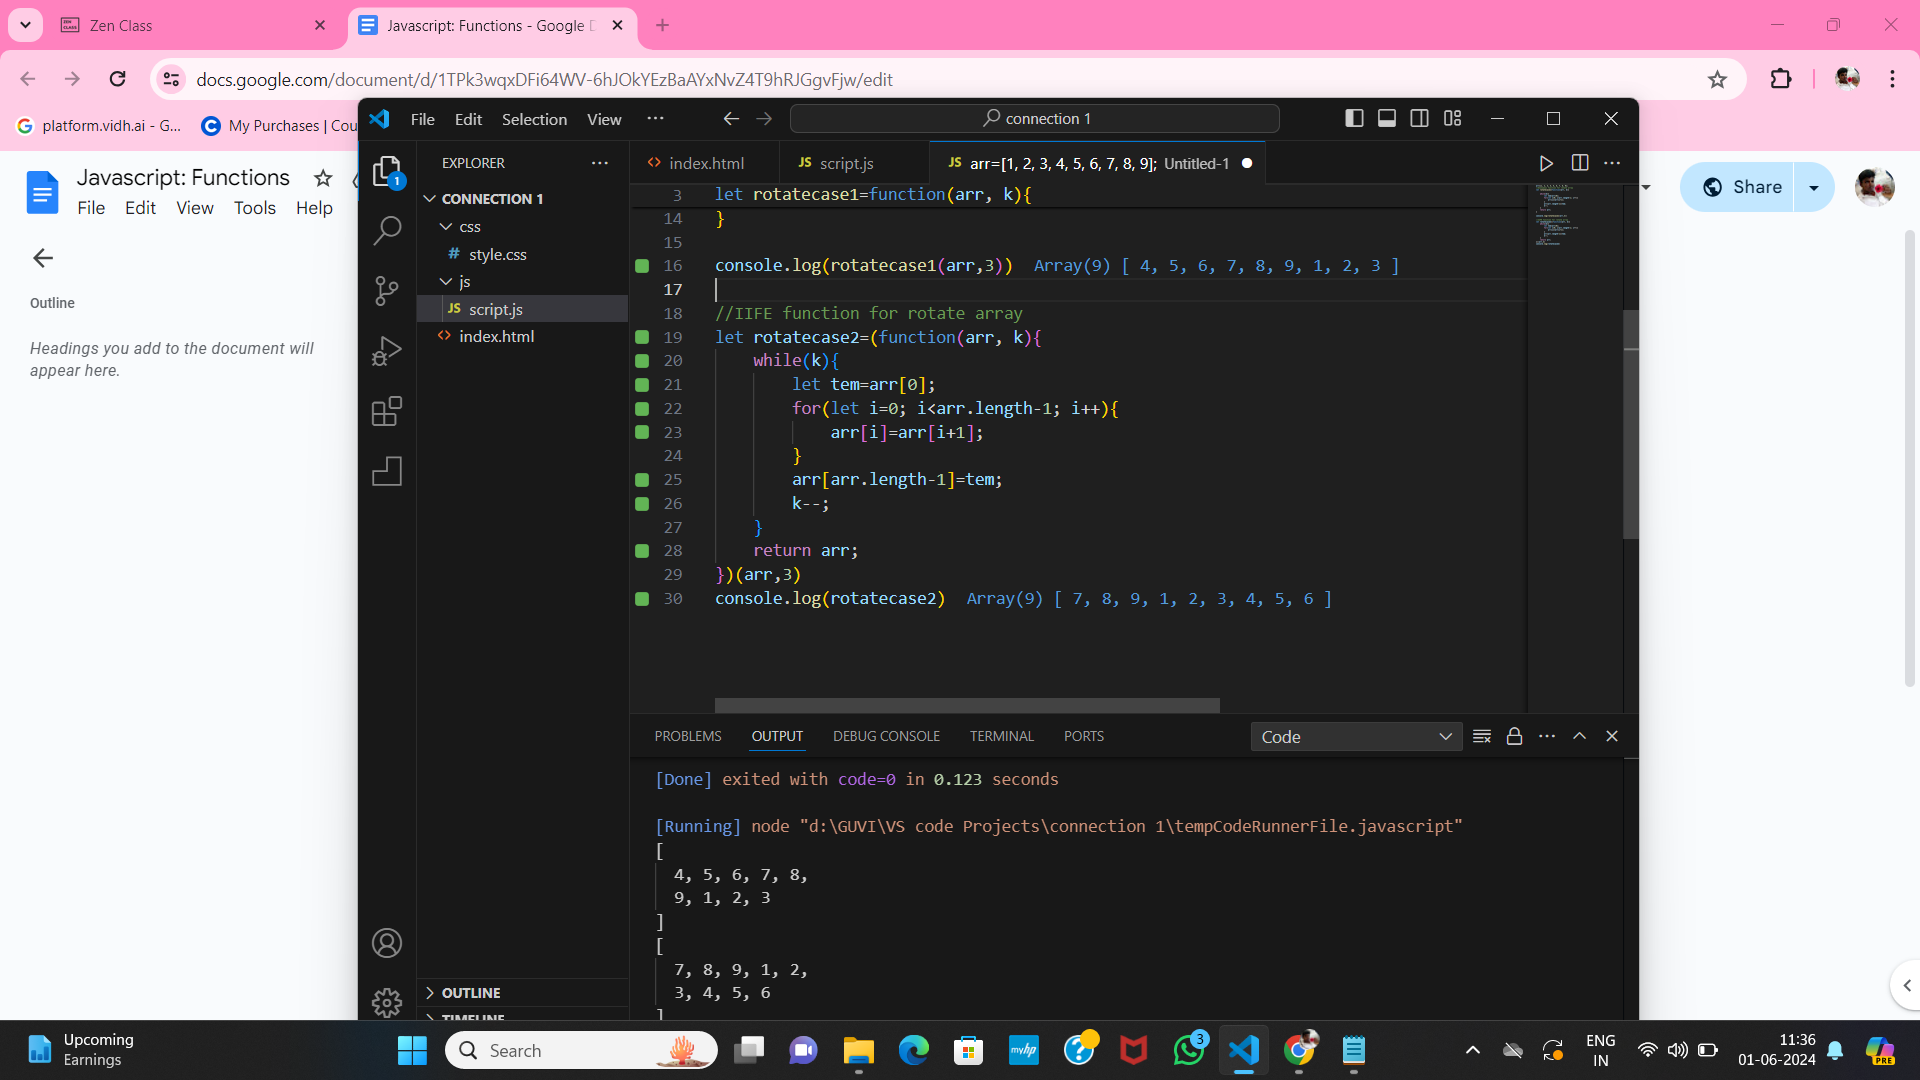 Zen Class
Javascript: Functions - Google D
docs.google.com/document/d/1TPk3wqxDFi64WV-6hJOkYEzBaAYxNvZ4T9hRJGgvFjw/edit
platform.vidh.ai - G...
My Purchases | Cou
Javascript: Functions
File Edit View Tools Help
Share
Outline
Headings you add to the document will
appear here.
File Edit Selection View ...
connection 1
EXPLORER
CONNECTION 1
css
# style.css
js
JS script.js
<> index.html
1
<> index.html
JS script.js
JS arr=[1, 2, 3, 4, 5, 6, 7, 8, 9]; Untitled-1
3 let rotatecase1=function(arr, k){
14 }
15
16 console.log(rotatecase1(arr,3)) Array(9) [ 4, 5, 6, 7, 8, 9, 1, 2, 3 ]
17
18 //IIFE function for rotate array
19 let rotatecase2=(function(arr, k){
20 while(k){
21 let tem=arr[0];
22 for(let i=0; i<arr.length-1; i++){
23 arr[i]=arr[i+1];
24 }
25 arr[arr.length-1]=tem;
26 k--;
27 }
28 return arr;
29 })(arr,3)
30 console.log(rotatecase2) Array(9) [ 7, 8, 9, 1, 2, 3, 4, 5, 6 ]
PROBLEMS OUTPUT DEBUG CONSOLE TERMINAL PORTS
Code
[Done] exited with code=0 in 0.123 seconds
[Running] node "d:\GUVI\VS code Projects\connection 1\tempCodeRunnerFile.javascript"
[
4, 5, 6, 7, 8,
9, 1, 2, 3
]
[
7, 8, 9, 1, 2,
3, 4, 5, 6
]
OUTLINE
TIMELINE
Upcoming
Earnings
Search
myhp
3
ENG
IN
11:36
01-06-2024
PRE